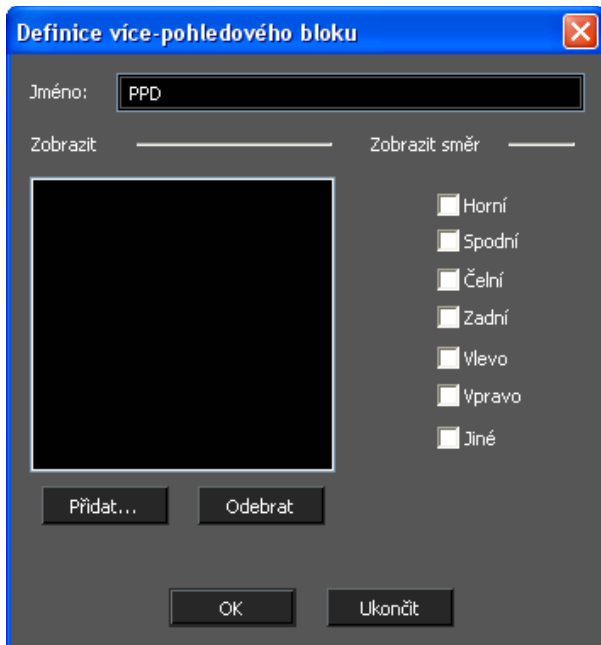 Definice více-pohledového bloku
Jméno: PPD
Zobrazit
Zobrazit směr
Horní
Spodní
Čelní
Zadní
Vlevo
Vpravo
Jiné
Přidat... Odebrat
OK Ukončit